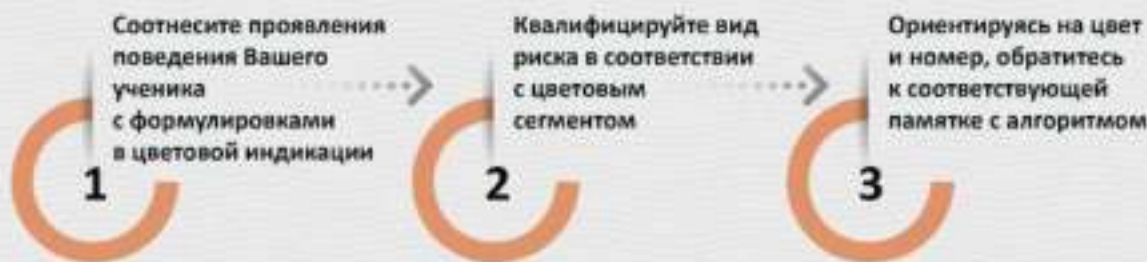 Соотнесите проявления
поведения Вашего
ученика
с формулировками
в цветовой индикации
1
Квалифицируйте вид
риска в соответствии
с цветовым
сегментом
2
Ориентируясь на цвет
и номер, обратитесь
к соответствующей
памятке с алгоритмом
3